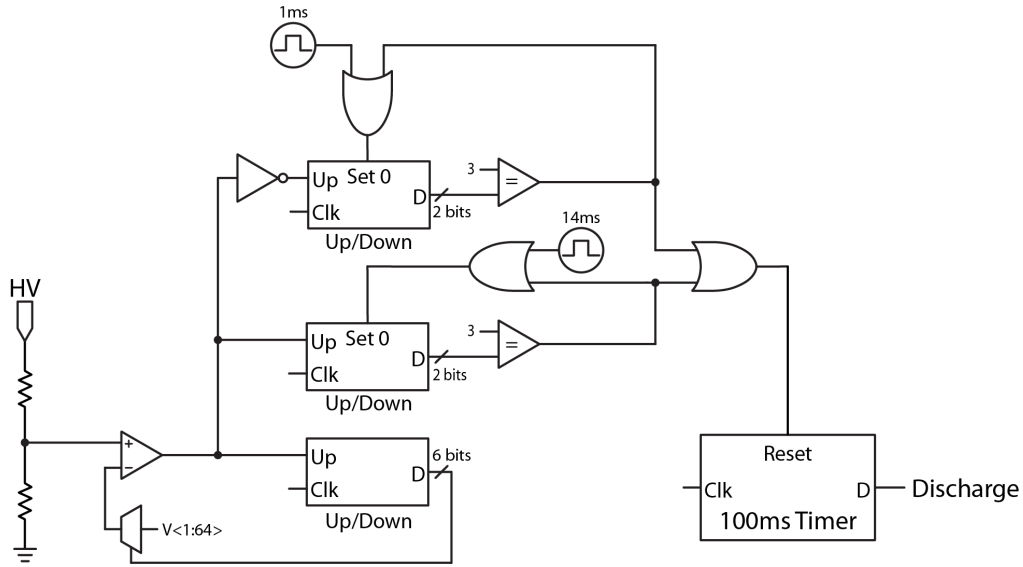 1ms
Up Set 0
D
Clk
2 bits
Up/Down
3
=
14ms
HV
Up Set 0
D
Clk
2 bits
Up/Down
3
=
+
−
Up
D
Clk
6 bits
Up/Down
V<1:64>
Reset
Clk
D
Discharge
100ms Timer